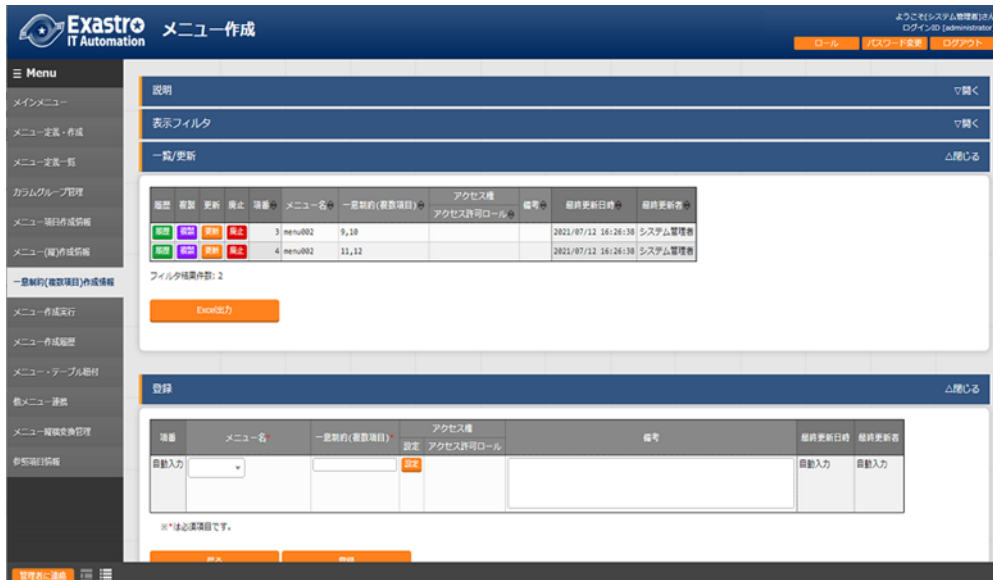 Exastro
IT Automation
メニュー作成
ようこそ[システム管理者]さん
ログインID [administrator
ロール
パスワード変更
ログアウト
Menu
メインメニュー
メニュー定義・作成
メニュー定義一覧
カラムグループ管理
メニュー項目作成情報
メニュー(縦)作成情報
一意制約(複数項目)作成情報
メニュー作成実行
メニュー作成履歴
メニュー・テーブル紐付
他メニュー連携
メニュー縦横変換管理
参照項目情報
説明 ▽開く
表示フィルタ ▽開く
一覧/更新 △閉じる
履歴 複製 更新 廃止 項番 メニュー名 一意制約(複数項目) アクセス権 備考 最終更新日時 最終更新者
アクセス許可ロール
履歴 複製 更新 廃止 3 menu002 9,10 2021/07/12 16:26:38 システム管理者
履歴 複製 更新 廃止 4 menu002 11,12 2021/07/12 16:26:38 システム管理者
フィルタ結果件数: 2
Excel出力
登録 △閉じる
項番 メニュー名* 一意制約(複数項目)* アクセス権 備考 最終更新日時 最終更新者
設定 アクセス許可ロール
自動入力 設定 自動入力 自動入力
※*は必須項目です。
戻る 登録
管理者に連絡